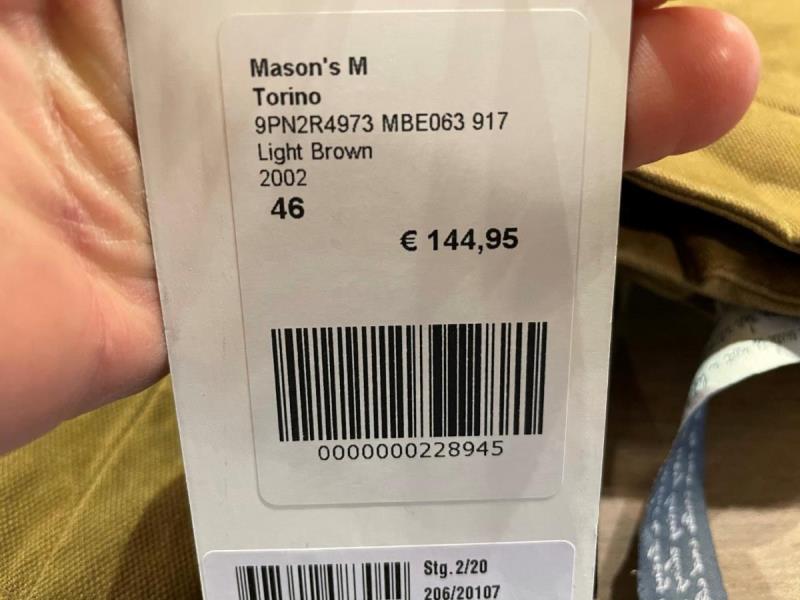 Mason's M
Torino
9PN2R4973 MBE063 917
Light Brown
2002
46
€ 144,95
0000000228945
Stg. 2/20
206/20107